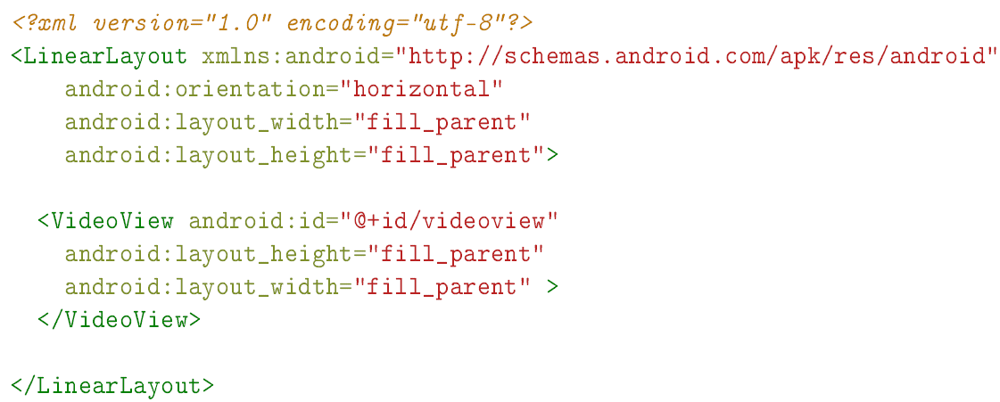 <?xml version="1.0" encoding="utf-8"?>
<LinearLayout xmlns:android="http://schemas.android.com/apk/res/android"
    android:orientation="horizontal"
    android:layout_width="fill_parent"
    android:layout_height="fill_parent">

  <VideoView android:id="@+id/videoview"
    android:layout_height="fill_parent"
    android:layout_width="fill_parent" >
  </VideoView>

</LinearLayout>